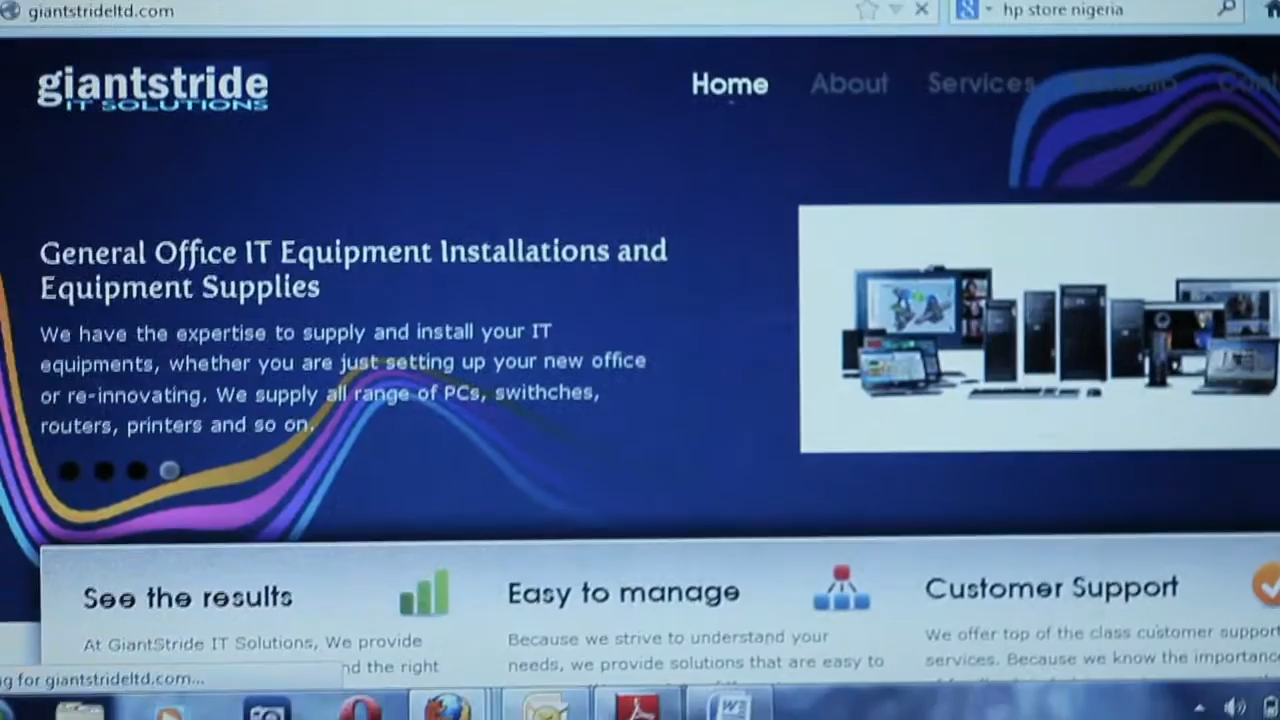 giantstrideltd.com
hp store nigeria
giantstride
IT SOLUTIONS
Home About Services
General Office IT Equipment Installations and
Equipment Supplies
We have the expertise to supply and install your IT
equipments, whether you are just setting up your new office
or re-innovating. We supply all range of PCs, swithches,
routers, printers and so on.
See the results
At GiantStride IT Solutions, We provide
nd the right
Easy to manage
Because we strive to understand your
needs, we provide solutions that are easy to
Customer Support
We offer top of the class customer support
services. Because we know the importance
g for giantstrideltd.com...